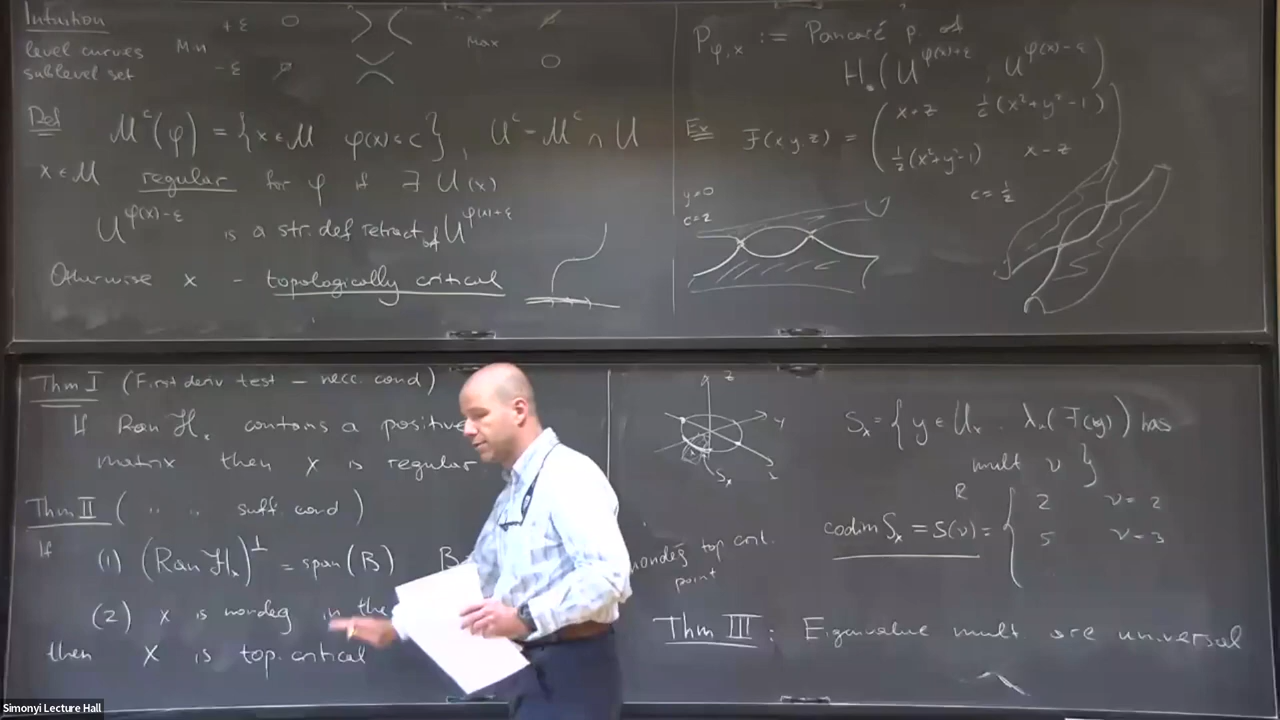 Intuition
level curves
sublevel set
Min
+ε
-ε
Max
Def M^c(φ) = {x ∈ M φ(x) ≤ c}, U^c = M^c ∩ U
x ∈ M regular for φ if ∃ U(x)
U^{φ(x)-ε} is a str. def retract of U^{φ(x)+ε}
Otherwise x - topologically critical
P_{φ,x} := Poncaré p. of
H.(U^{φ(x)+ε}, U^{φ(x)-ε})
Ex F(x y z) = ( x+z 1/2(x²+y²-1)
1/2(x²+y²-1) x-z )
y=0
c=2
c = 1/2
Thm I (First deriv test - necc. cond)
If Ran H_x contains a positive
matrix then x is regular
Thm II ( " " suff. cond )
If (1) (Ran H_x)^⊥ = span(B) B
(2) x is nondeg in the
then x is top. critical
nondeg top crit.
point
z
y
x
S_x
S_x = { y ∈ U_x . λ_k(F(y)) has
mult ν }
R
codim S_x = s(ν) = { 2 ν = 2
5 ν = 3
Thm III: Eigenvalue mult. are universal
Simonyi Lecture Hall